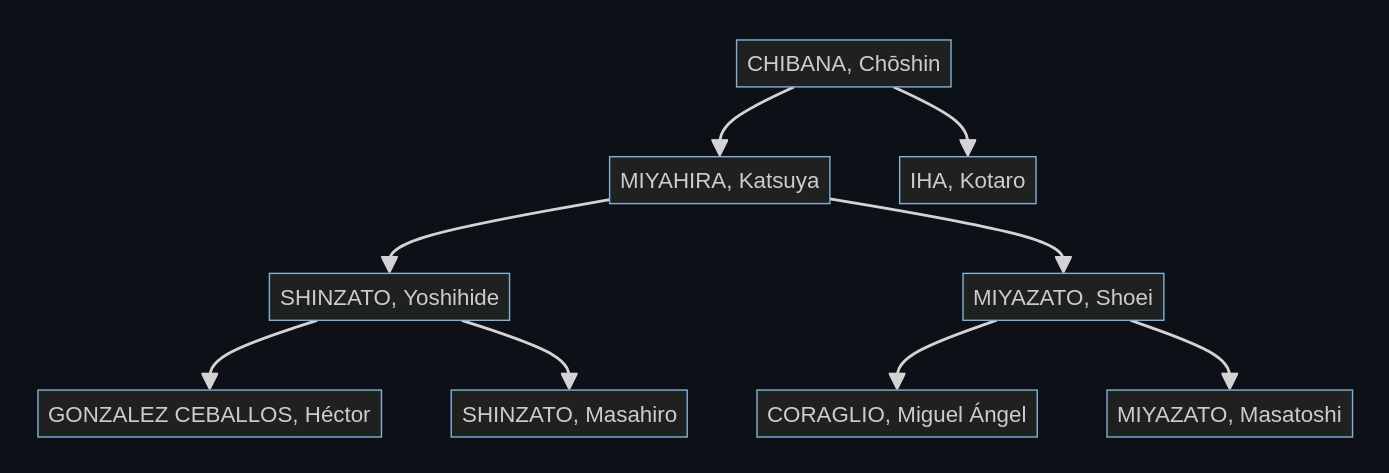 CHIBANA, Chōshin
MIYAHIRA, Katsuya
IHA, Kotaro
SHINZATO, Yoshihide
MIYAZATO, Shoei
GONZALEZ CEBALLOS, Héctor
SHINZATO, Masahiro
CORAGLIO, Miguel Ángel
MIYAZATO, Masatoshi